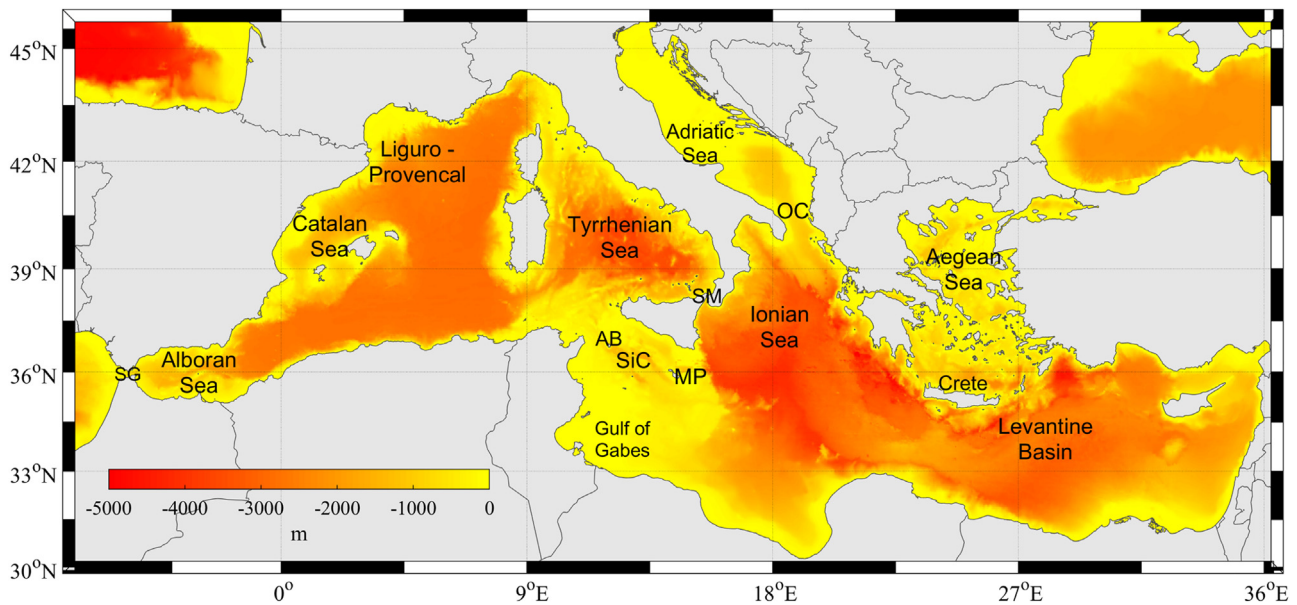 45°N
42°N
39°N
36°N
33°N
30°N
Adriatic
Sea
Liguro -
Provencal
OC
Catalan
Sea
Tyrrhenian
Sea
Aegean
Sea
SM
Ionian
Sea
AB
SiC
MP
SG
Alboran
Sea
Crete
Gulf of
Gabes
Levantine
Basin
-5000 -4000 -3000 -2000 -1000 0
m
0° 9°E 18°E 27°E 36°E